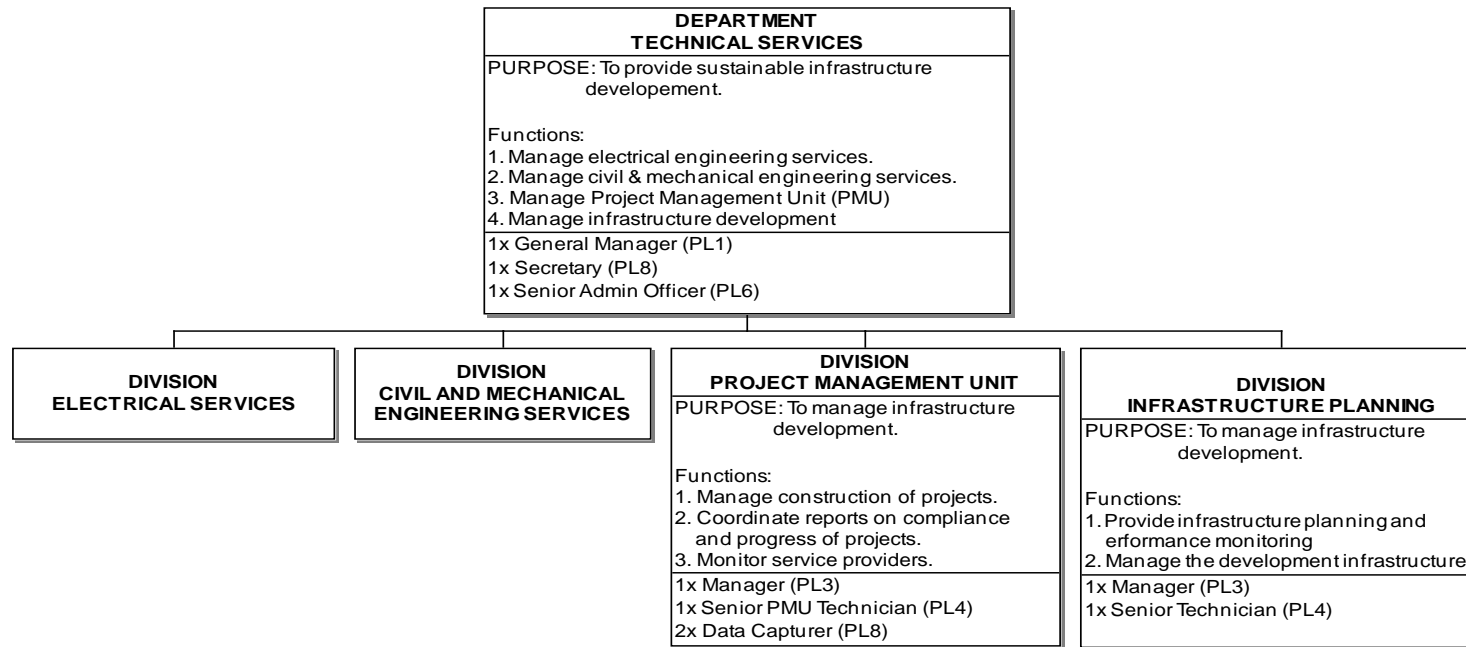 DEPARTMENT
TECHNICAL SERVICES
PURPOSE: To provide sustainable infrastructure
developement.
Functions:
1. Manage electrical engineering services.
2. Manage civil & mechanical engineering services.
3. Manage Project Management Unit (PMU)
4. Manage infrastructure development
1x General Manager (PL1)
1x Secretary (PL8)
1x Senior Admin Officer (PL6)
DIVISION
ELECTRICAL SERVICES
DIVISION
CIVIL AND MECHANICAL
ENGINEERING SERVICES
DIVISION
PROJECT MANAGEMENT UNIT
PURPOSE: To manage infrastructure
development.
Functions:
1. Manage construction of projects.
2. Coordinate reports on compliance
and progress of projects.
3. Monitor service providers.
1x Manager (PL3)
1x Senior PMU Technician (PL4)
2x Data Capturer (PL8)
DIVISION
INFRASTRUCTURE PLANNING
PURPOSE: To manage infrastructure
development.
Functions:
1. Provide infrastructure planning and
erformance monitoring
2. Manage the development infrastructure
1x Manager (PL3)
1x Senior Technician (PL4)